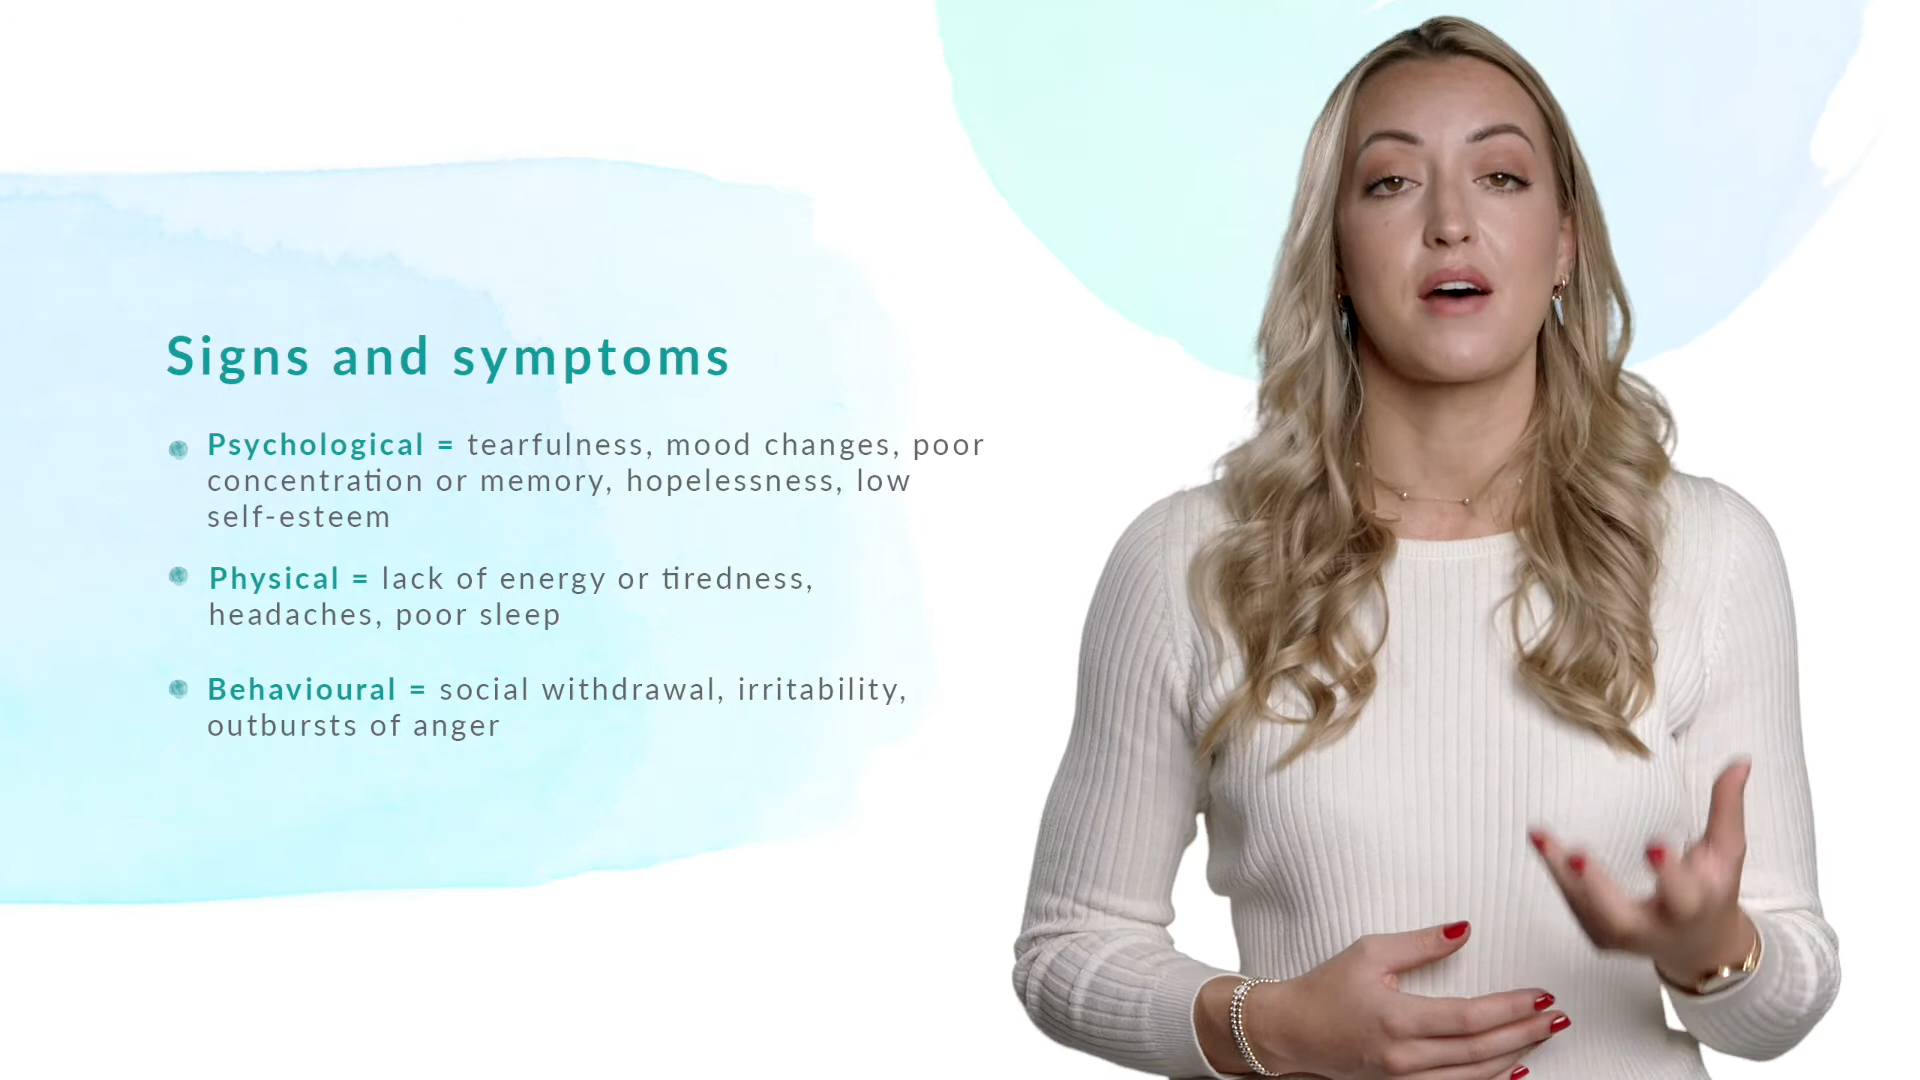 Signs and symptoms
Psychological = tearfulness, mood changes, poor
concentration or memory, hopelessness, low
self-esteem
Physical = lack of energy or tiredness,
headaches, poor sleep
Behavioural = social withdrawal, irritability,
outbursts of anger